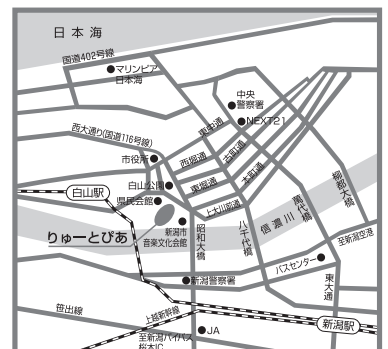 日本海
国道402号線
マリンピア
日本海
中央
警察署
NEXT21
西大通り(国道116号線)
東中通
市役所
西堀通
古町通
白山公園
東堀通
本町通
柳都大橋
白山駅
県民会館
上大川前通
萬代橋
信濃川
りゅーとぴあ
新潟市
音楽文化会館
昭和大橋
八千代橋
至新潟空港
バスセンター
新潟警察署
東大通
笹出線
上越新幹線
新潟駅
JA
至新潟バイパス
桜木IC